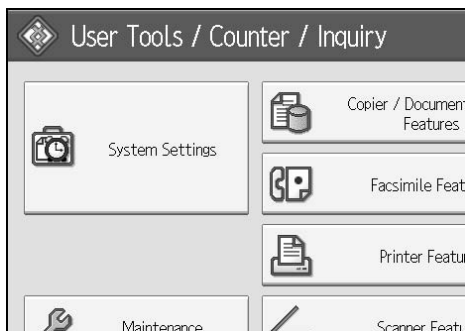 User Tools / Counter / Inquiry
System Settings
Copier / Document
Features
Facsimile Feat
Printer Featu
Maintenance
Scanner Featu